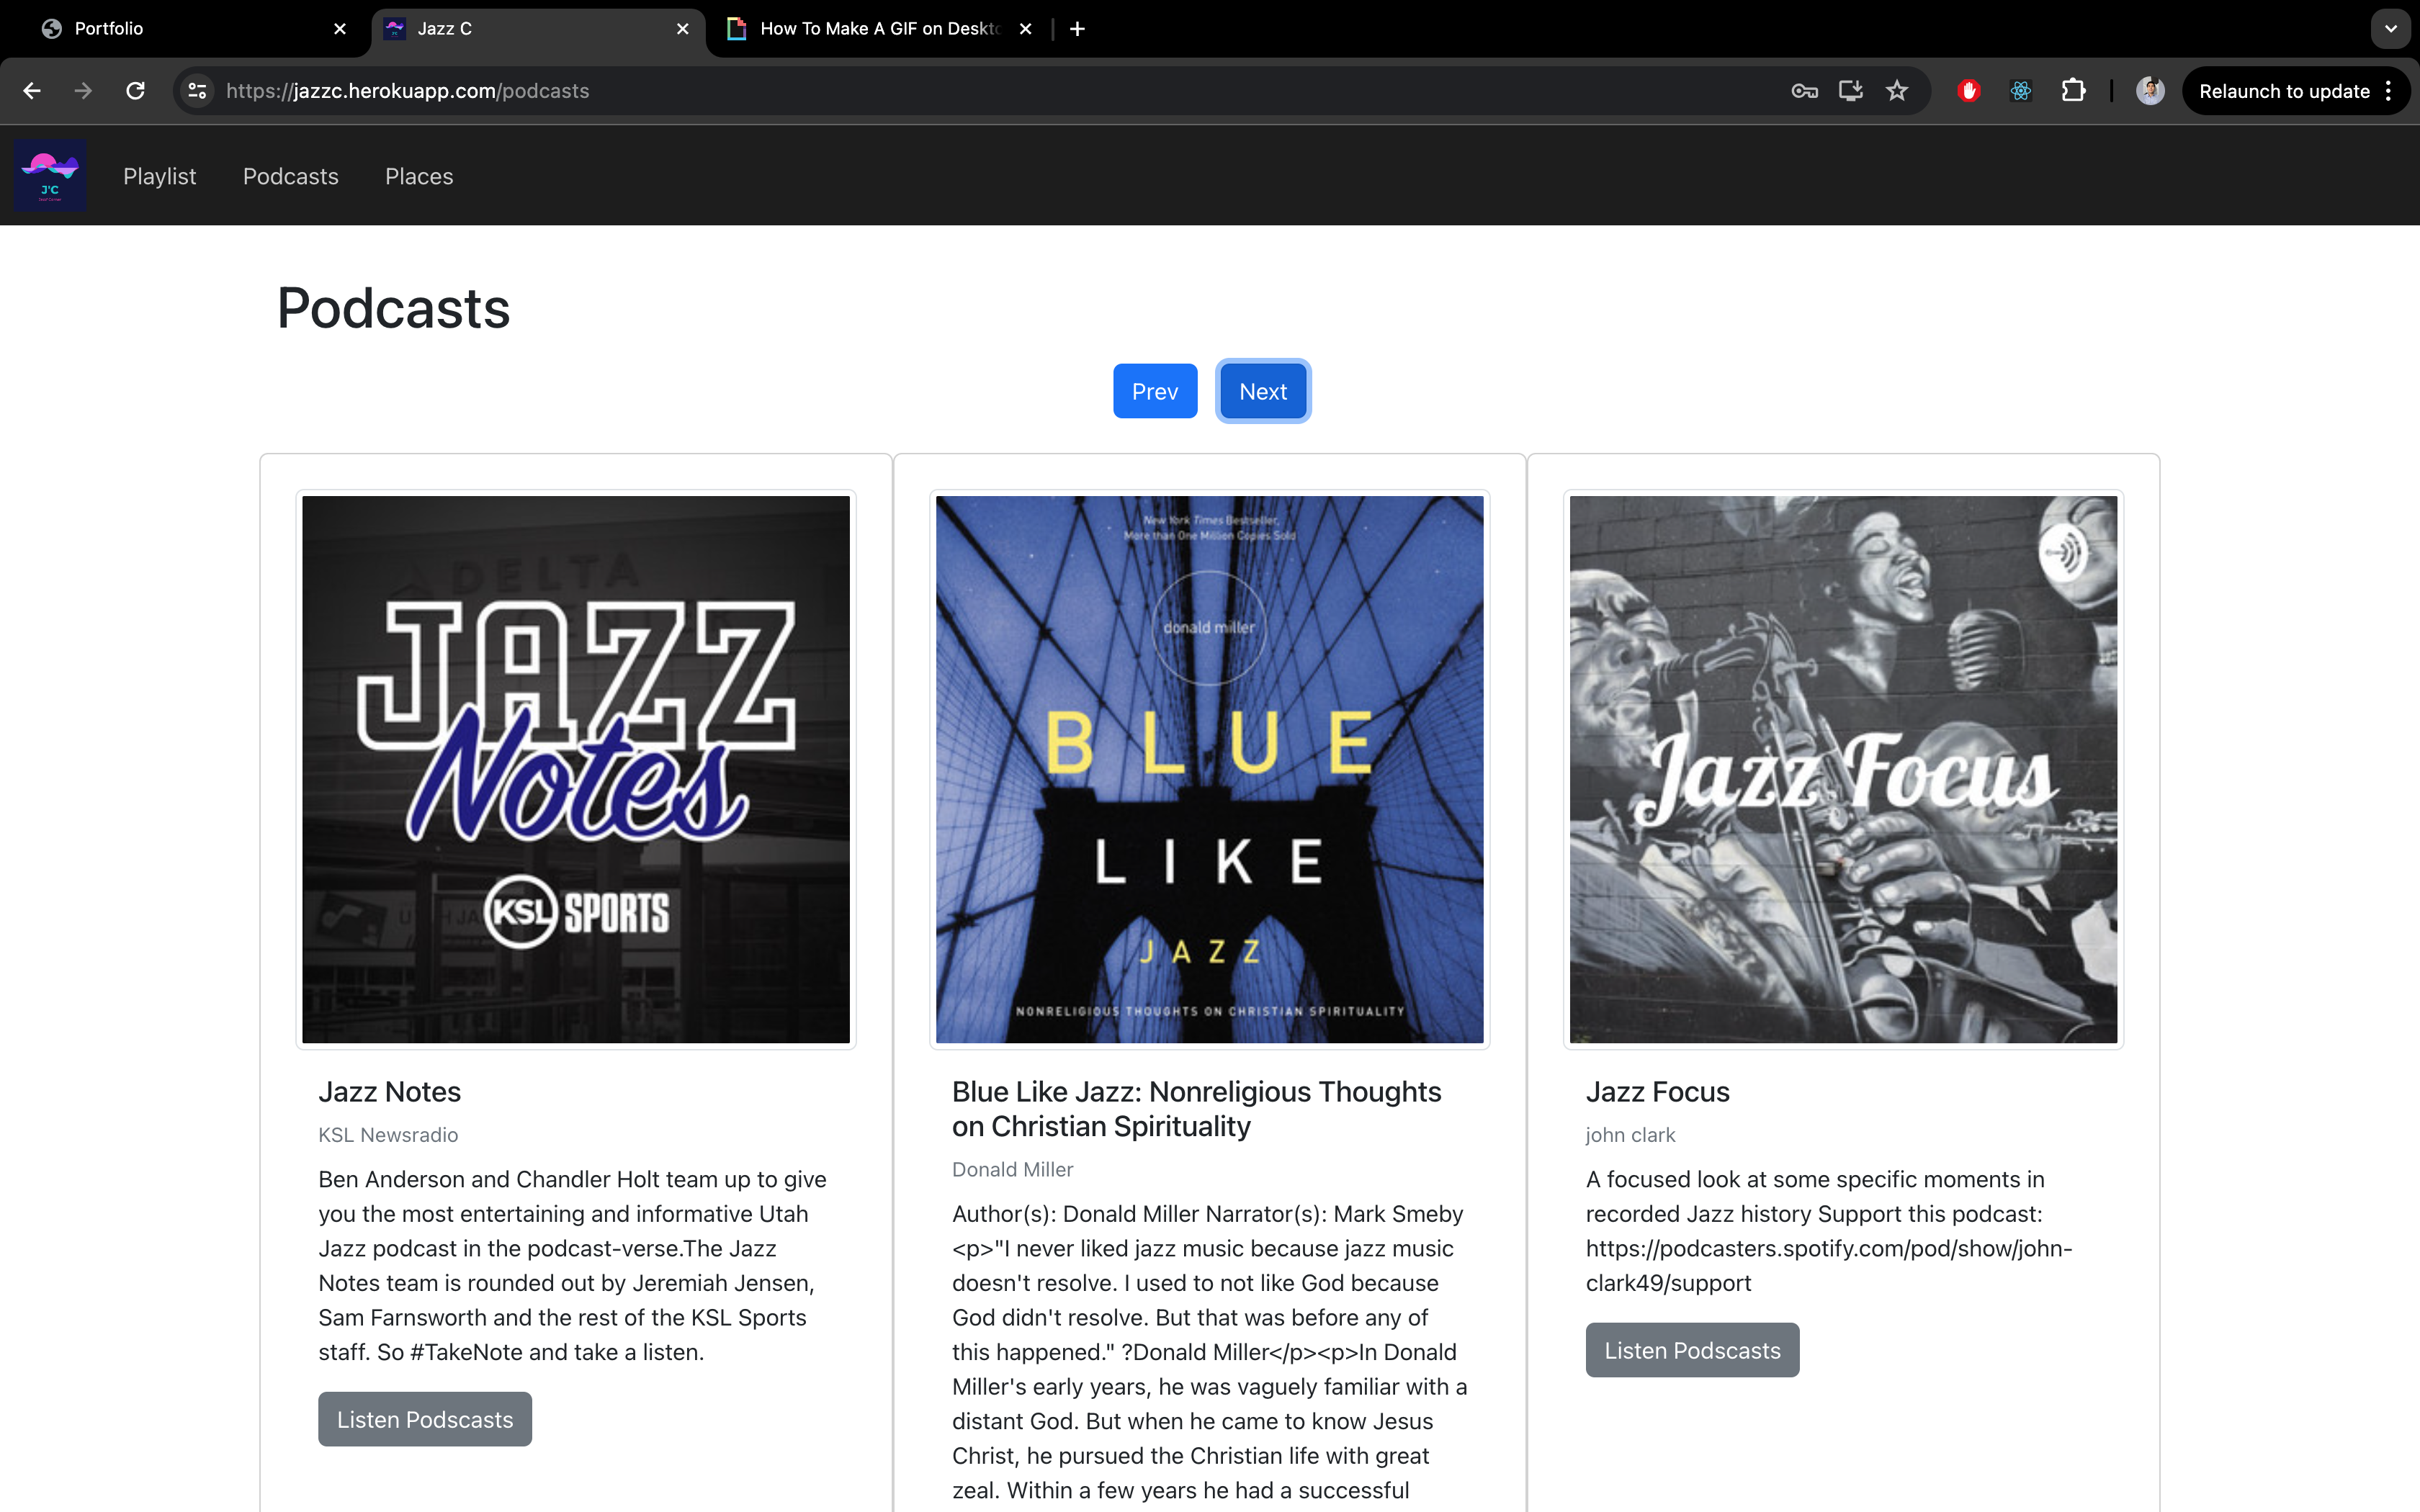 Portfolio
Jazz C
How To Make A GIF on Deskto
https://jazzc.herokuapp.com/podcasts
Relaunch to update
J'C
Playlist
Podcasts
Places
Podcasts
Prev
Next
DELTA
JAZZ
Notes
KSL SPORTS
New York Times Bestseller,
More than One Million Copies Sold
donald miller
BLUE
LIKE
JAZZ
NONRELIGIOUS THOUGHTS ON CHRISTIAN SPIRITUALITY
Jazz Focus
Jazz Notes
KSL Newsradio
Ben Anderson and Chandler Holt team up to give
you the most entertaining and informative Utah
Jazz podcast in the podcast-verse.The Jazz
Notes team is rounded out by Jeremiah Jensen,
Sam Farnsworth and the rest of the KSL Sports
staff. So #TakeNote and take a listen.
Listen Podscasts
Blue Like Jazz: Nonreligious Thoughts
on Christian Spirituality
Donald Miller
Author(s): Donald Miller Narrator(s): Mark Smeby
<p>"I never liked jazz music because jazz music
doesn't resolve. I used to not like God because
God didn't resolve. But that was before any of
this happened." ?Donald Miller</p><p>In Donald
Miller's early years, he was vaguely familiar with a
distant God. But when he came to know Jesus
Christ, he pursued the Christian life with great
zeal. Within a few years he had a successful
Jazz Focus
john clark
A focused look at some specific moments in
recorded Jazz history Support this podcast:
https://podcasters.spotify.com/pod/show/john-
clark49/support
Listen Podscasts